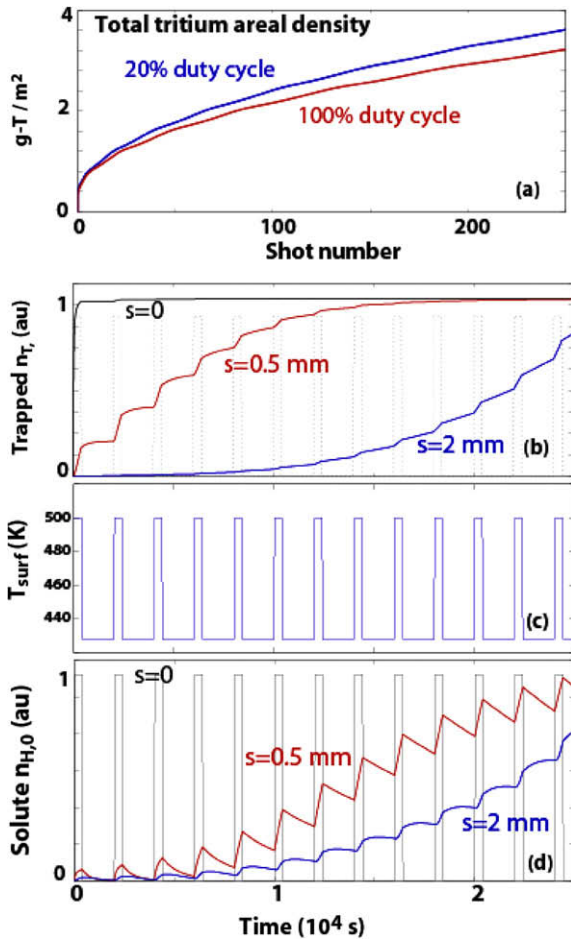 4
Total tritium areal density
20% duty cycle
g-T / m²
2
100% duty cycle
(a)
0
0 100 200
Shot number
1
s=0
Trapped n_T, (au)
s=0.5 mm
s=2 mm
0
(b)
500
T_surf (K)
480
460
440
(c)
1
s=0
Solute n_H,0 (au)
s=0.5 mm
s=2 mm
0
(d)
0 1 2
Time (10⁴ s)